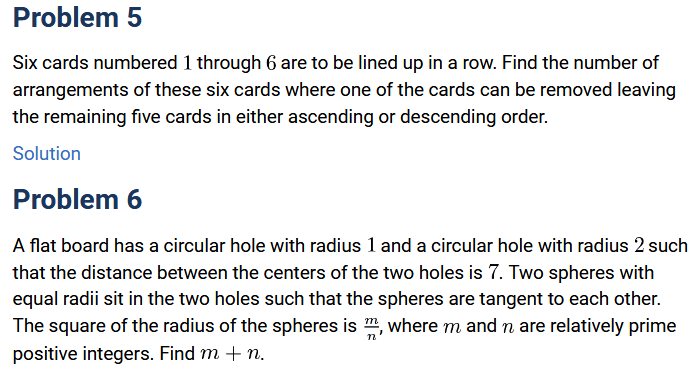 Problem 5
Six cards numbered 1 through 6 are to be lined up in a row. Find the number of
arrangements of these six cards where one of the cards can be removed leaving
the remaining five cards in either ascending or descending order.
Solution
Problem 6
A flat board has a circular hole with radius 1 and a circular hole with radius 2 such
that the distance between the centers of the two holes is 7. Two spheres with
equal radii sit in the two holes such that the spheres are tangent to each other.
The square of the radius of the spheres is m/n, where m and n are relatively prime
positive integers. Find m + n.